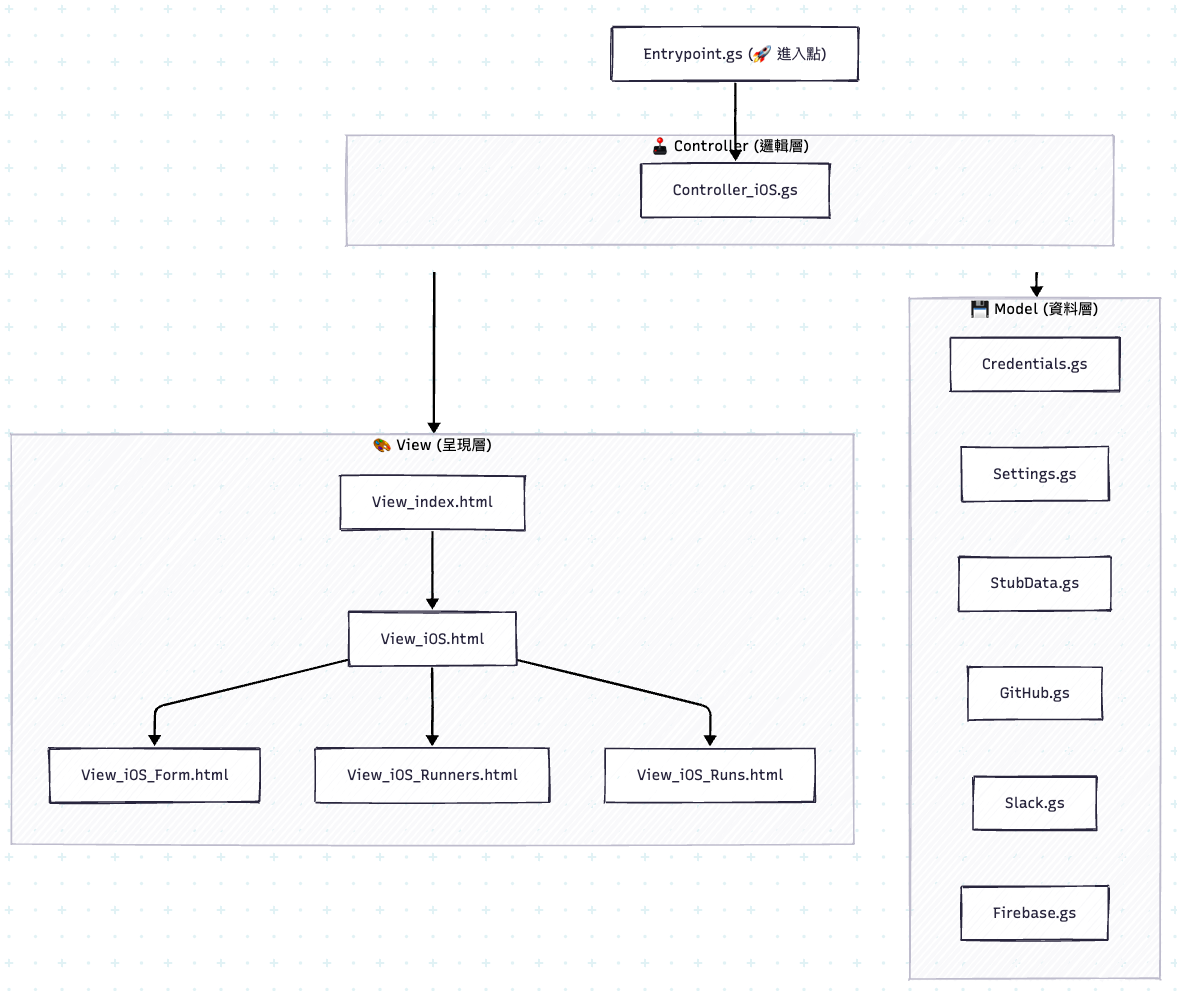 Entrypoint.gs (🚀 進入點)
🕹️ Controller (邏輯層)
Controller_iOS.gs
💾 Model (資料層)
Credentials.gs
Settings.gs
StubData.gs
GitHub.gs
Slack.gs
Firebase.gs
🎨 View (呈現層)
View_index.html
View_iOS.html
View_iOS_Form.html
View_iOS_Runners.html
View_iOS_Runs.html